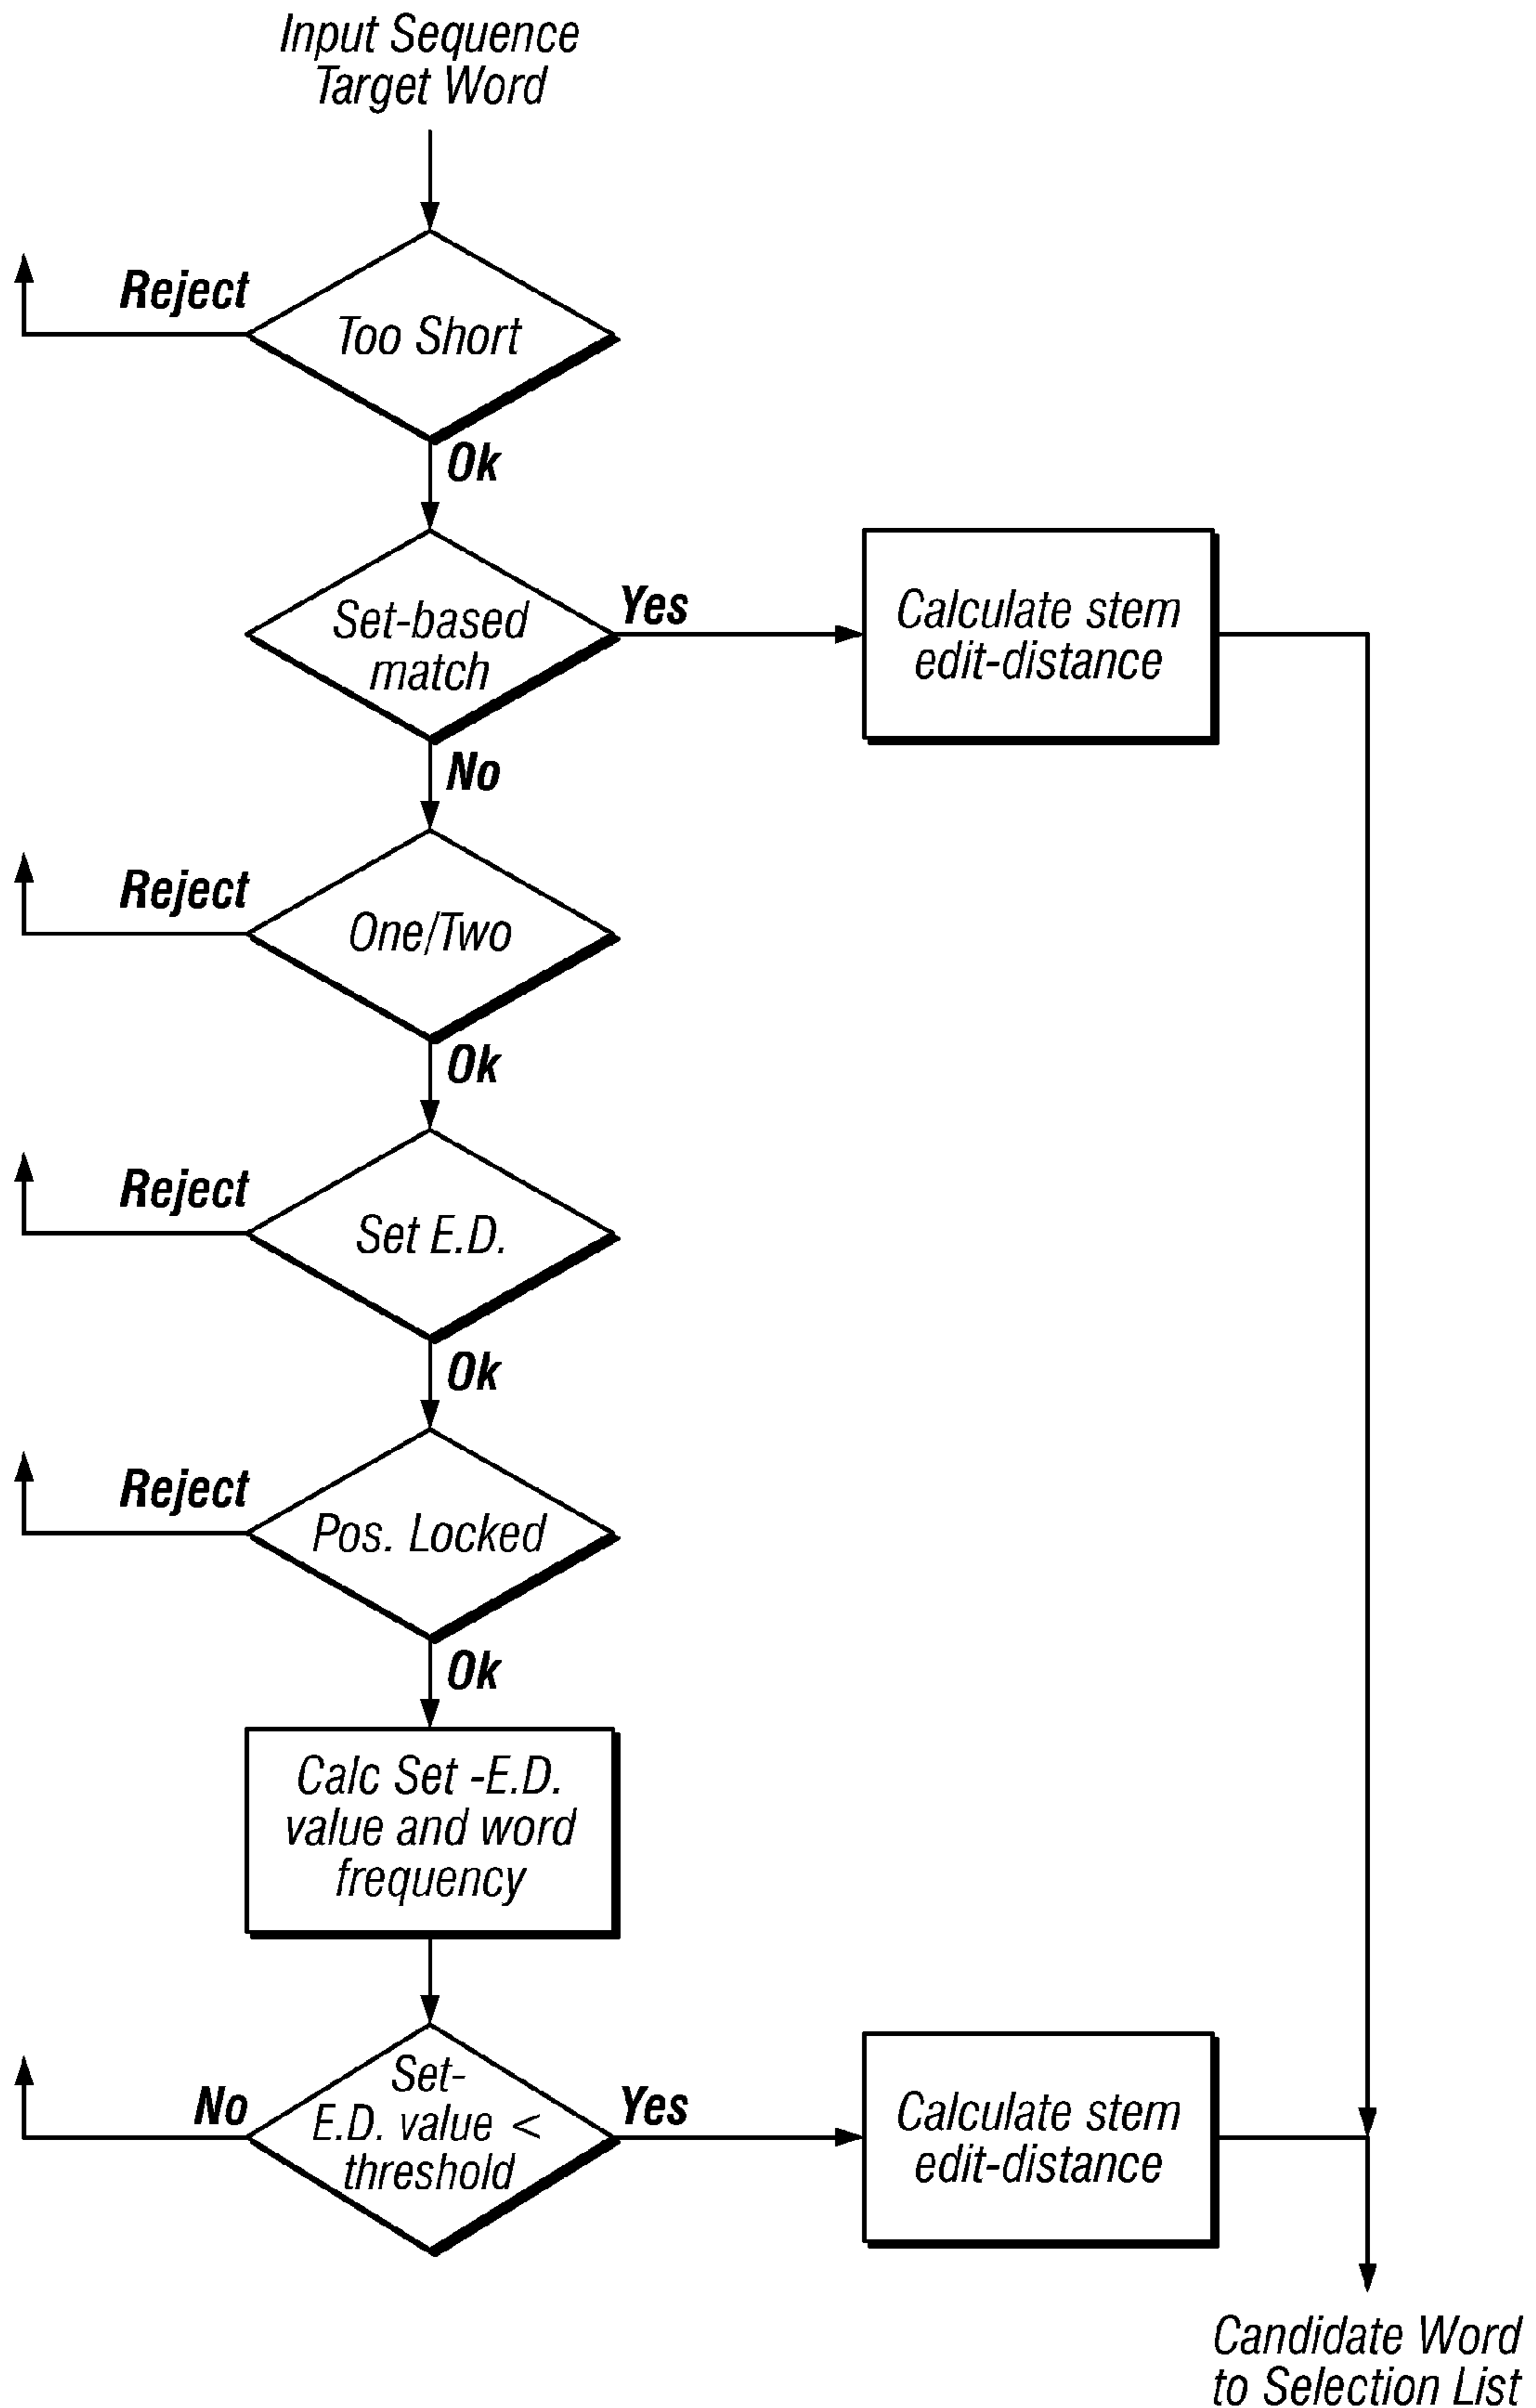 Input Sequence
Target Word
Reject
Too Short
Ok
Set-based
match
Yes
Calculate stem
edit-distance
No
Reject
One/Two
Ok
Reject
Set E.D.
Ok
Reject
Pos. Locked
Ok
Calc Set -E.D.
value and word
frequency
No
Set-
E.D. value <
threshold
Yes
Calculate stem
edit-distance
Candidate Word
to Selection List